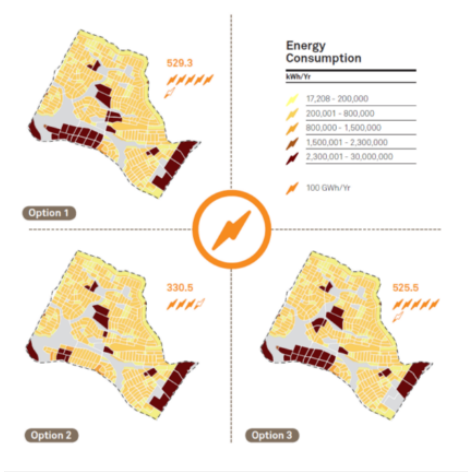 529.3
Energy
Consumption
kWh/Yr
17,208 - 200,000
200,001 - 800,000
800,000 - 1,500,000
1,500,001 - 2,300,000
2,300,001 - 30,000,000
100 GWh/Yr
Option 1
330.5
525.5
Option 2
Option 3